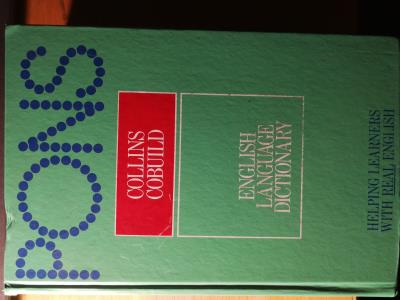 PONS
COLLINS
COBUILD
ENGLISH
LANGUAGE
DICTIONARY
HELPING LEARNERS
WITH REAL ENGLISH